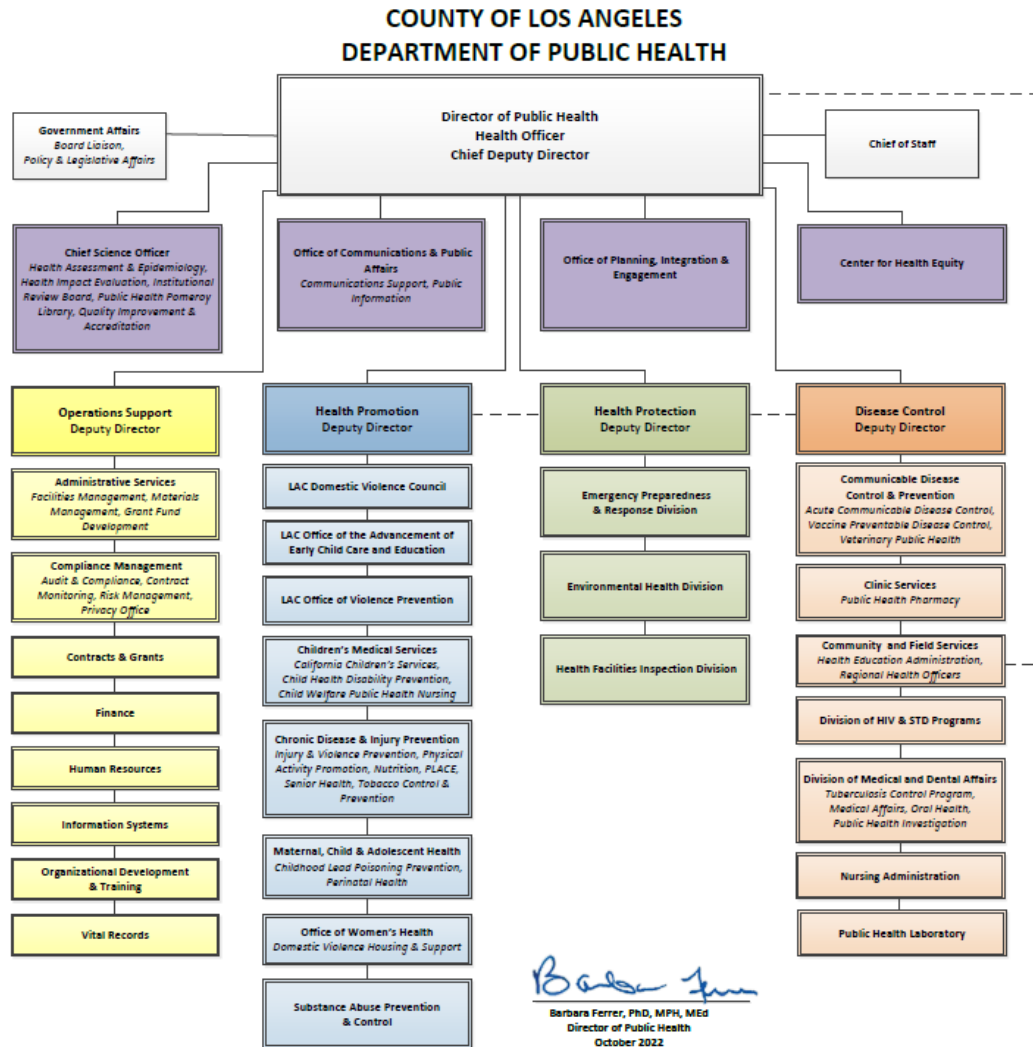 COUNTY OF LOS ANGELES
DEPARTMENT OF PUBLIC HEALTH
Director of Public Health
Health Officer
Chief Deputy Director
Government Affairs
Board Liaison,
Policy & Legislative Affairs
Chief of Staff
Chief Science Officer
Health Assessment & Epidemiology,
Health Impact Evaluation, Institutional
Review Board, Public Health Pomeroy
Library, Quality Improvement &
Accreditation
Office of Communications & Public
Affairs
Communications Support, Public
Information
Office of Planning, Integration &
Engagement
Center for Health Equity
Operations Support
Deputy Director
Administrative Services
Facilities Management, Materials
Management, Grant Fund
Development
Compliance Management
Audit & Compliance, Contract
Monitoring, Risk Management,
Privacy Office
Contracts & Grants
Finance
Human Resources
Information Systems
Organizational Development
& Training
Vital Records
Health Promotion
Deputy Director
LAC Domestic Violence Council
LAC Office of the Advancement of
Early Child Care and Education
LAC Office of Violence Prevention
Children's Medical Services
California Children's Services,
Child Health Disability Prevention,
Child Welfare Public Health Nursing
Chronic Disease & Injury Prevention
Injury & Violence Prevention, Physical
Activity Promotion, Nutrition, PLACE,
Senior Health, Tobacco Control &
Prevention
Maternal, Child & Adolescent Health
Childhood Lead Poisoning Prevention,
Perinatal Health
Office of Women's Health
Domestic Violence Housing & Support
Substance Abuse Prevention
& Control
Health Protection
Deputy Director
Emergency Preparedness
& Response Division
Environmental Health Division
Health Facilities Inspection Division
Disease Control
Deputy Director
Communicable Disease
Control & Prevention
Acute Communicable Disease Control,
Vaccine Preventable Disease Control,
Veterinary Public Health
Clinic Services
Public Health Pharmacy
Community and Field Services
Health Education Administration,
Regional Health Officers
Division of HIV & STD Programs
Division of Medical and Dental Affairs
Tuberculosis Control Program,
Medical Affairs, Oral Health,
Public Health Investigation
Nursing Administration
Public Health Laboratory
Barbara Ferrer, PhD, MPH, MEd
Director of Public Health
October 2022